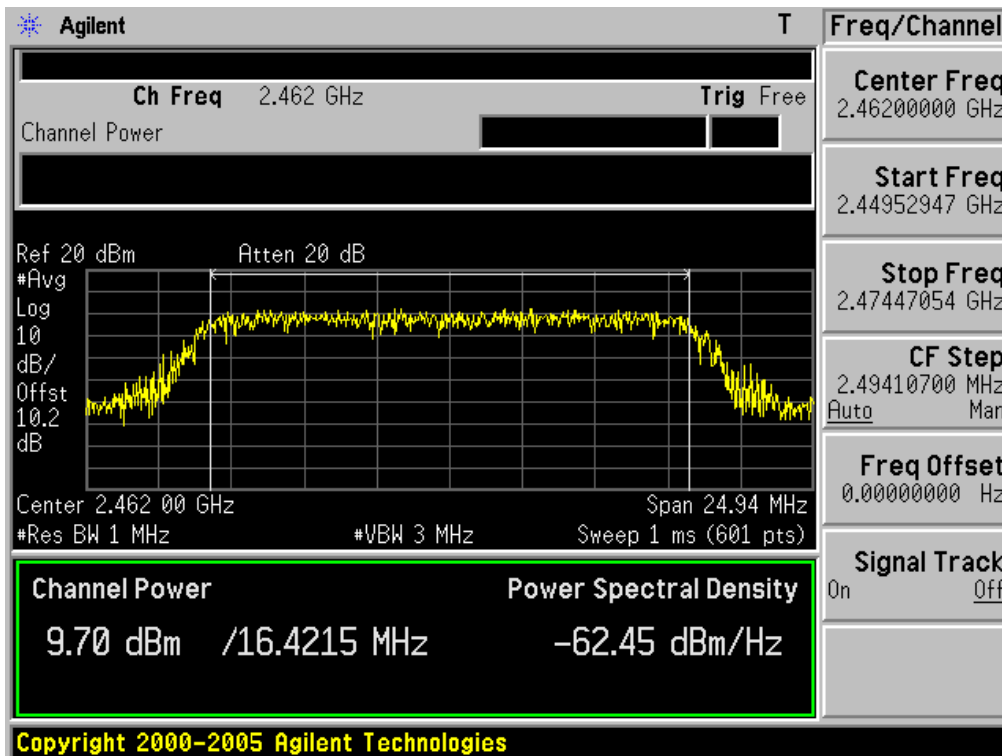 Agilent T
Ch Freq 2.462 GHz Trig Free
Channel Power
Ref 20 dBm Atten 20 dB
#Avg
Log
10
dB/
Offst
10.2
dB
Center 2.462 00 GHz Span 24.94 MHz
#Res BW 1 MHz #VBW 3 MHz Sweep 1 ms (601 pts)
Channel Power Power Spectral Density
9.70 dBm /16.4215 MHz -62.45 dBm/Hz
Copyright 2000-2005 Agilent Technologies
Freq/Channel
Center Freq
2.46200000 GHz
Start Freq
2.44952947 GHz
Stop Freq
2.47447054 GHz
CF Step
2.49410700 MHz
Auto Man
Freq Offset
0.00000000 Hz
Signal Track
On Off